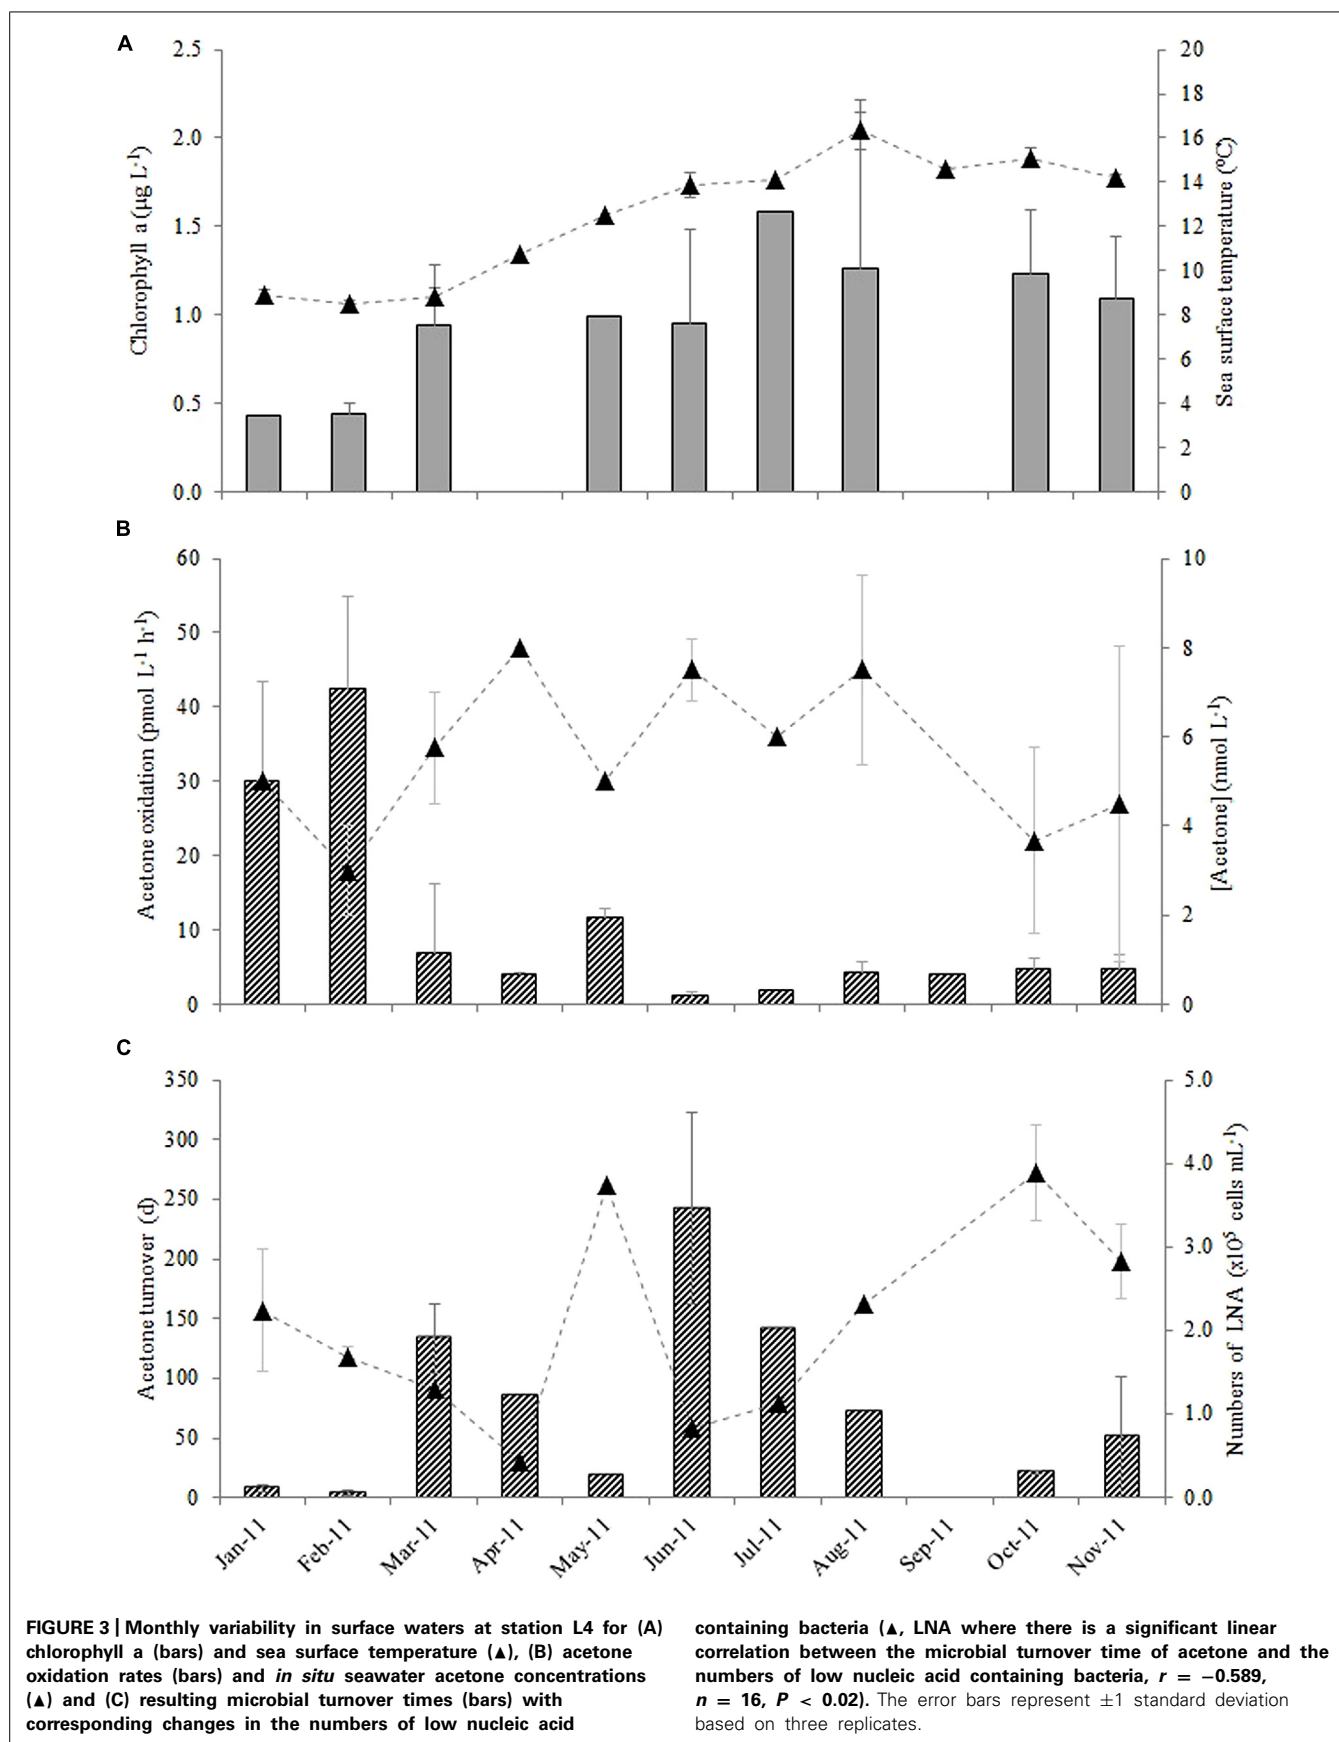 A
2.5
2.0
1.5
1.0
0.5
0.0
Chlorophyll a (µg L-1)
20
18
16
14
12
10
8
6
4
2
0
Sea surface temperature (ºC)
B
60
50
40
30
20
10
0
Acetone oxidation (pmol L-1 h-1)
10
8
6
4
2
0
[Acetone] (nmol L-1)
C
350
300
250
200
150
100
50
0
Acetone turnover (d)
5.0
4.0
3.0
2.0
1.0
0.0
Numbers of LNA (x10⁵ cells mL-1)
Jan-11
Feb-11
Mar-11
Apr-11
May-11
Jun-11
Jul-11
Aug-11
Sep-11
Oct-11
Nov-11
FIGURE 3 | Monthly variability in surface waters at station L4 for (A)
chlorophyll a (bars) and sea surface temperature (▲), (B) acetone
oxidation rates (bars) and in situ seawater acetone concentrations
(▲) and (C) resulting microbial turnover times (bars) with
corresponding changes in the numbers of low nucleic acid
containing bacteria (▲, LNA where there is a significant linear
correlation between the microbial turnover time of acetone and the
numbers of low nucleic acid containing bacteria, r = −0.589,
n = 16, P < 0.02). The error bars represent ±1 standard deviation
based on three replicates.